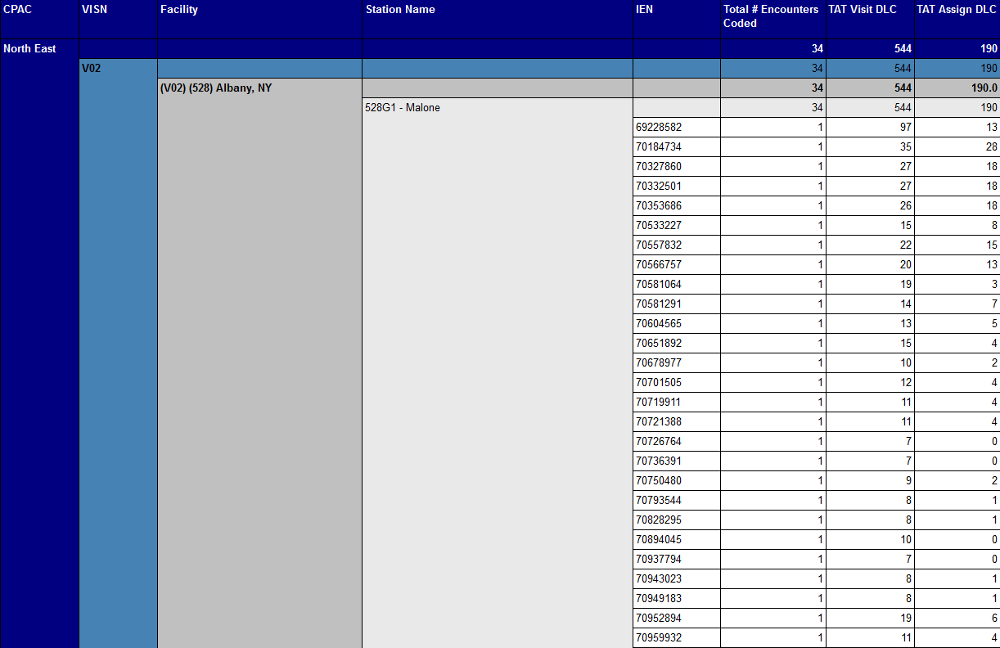 CPAC VISN Facility Station Name IEN Total # Encounters TAT Visit DLC TAT Assign DLC
Coded
North East 34 544 190
V02 34 544 190
(V02) (528) Albany, NY 34 544 190.0
528G1 - Malone 34 544 190
69228582 1 97 13
70184734 1 35 28
70327860 1 27 18
70332501 1 27 18
70353686 1 26 18
70533227 1 15 8
70557832 1 22 15
70566757 1 20 13
70581064 1 19 3
70581291 1 14 7
70604565 1 13 5
70651892 1 15 4
70678977 1 10 2
70701505 1 12 4
70719911 1 11 4
70721388 1 11 4
70726764 1 7 0
70736391 1 7 0
70750480 1 9 2
70793544 1 8 1
70828295 1 8 1
70894045 1 10 0
70937794 1 7 0
70943023 1 8 1
70949183 1 8 1
70952894 1 19 6
70959932 1 11 4